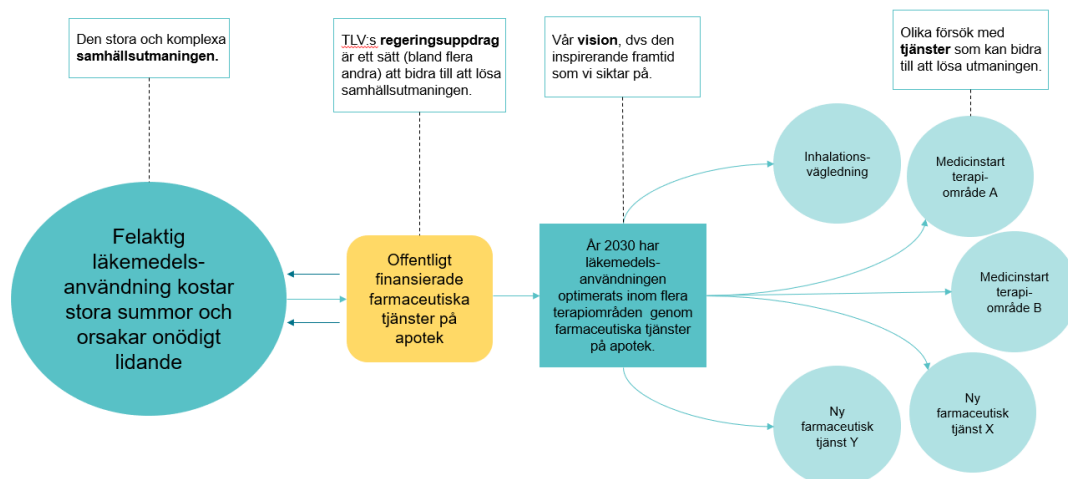 Den stora och komplexa
samhällsutmaningen.
TLV:s regeringsuppdrag
är ett sätt (bland flera
andra) att bidra till att lösa
samhällsutmaningen.
Vår vision, dvs den
inspirerande framtid
som vi siktar på.
Olika försök med
tjänster som kan bidra
till att lösa utmaningen.
Felaktig
läkemedels-
användning kostar
stora summor och
orsakar onödigt
lidande
Offentligt
finansierade
farmaceutiska
tjänster på
apotek
År 2030 har
läkemedels-
användningen
optimerats inom flera
terapiområden genom
farmaceutiska tjänster
på apotek.
Inhalations-
vägledning
Medicinstart
terapi-
område A
Medicinstart
terapi-
område B
Ny
farmaceutisk
tjänst X
Ny
farmaceutisk
tjänst Y